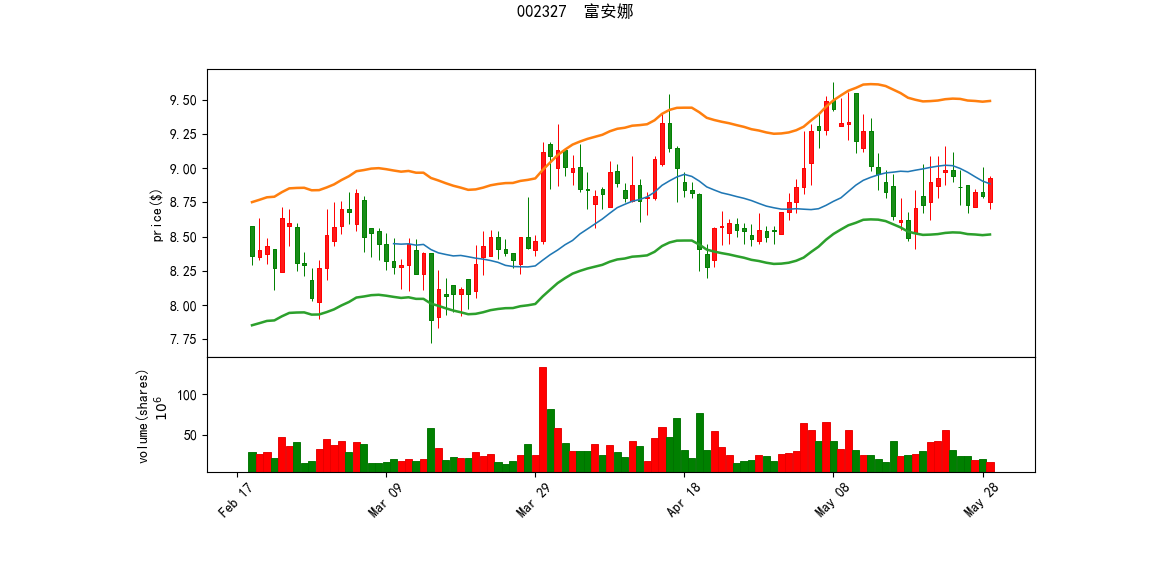 002327 富安娜
price($)
9.50
9.25
9.00
8.75
8.50
8.25
8.00
7.75
volume(shares)
10^6
100
50
Feb 17
Mar 09
Mar 29
Apr 18
May 08
May 28